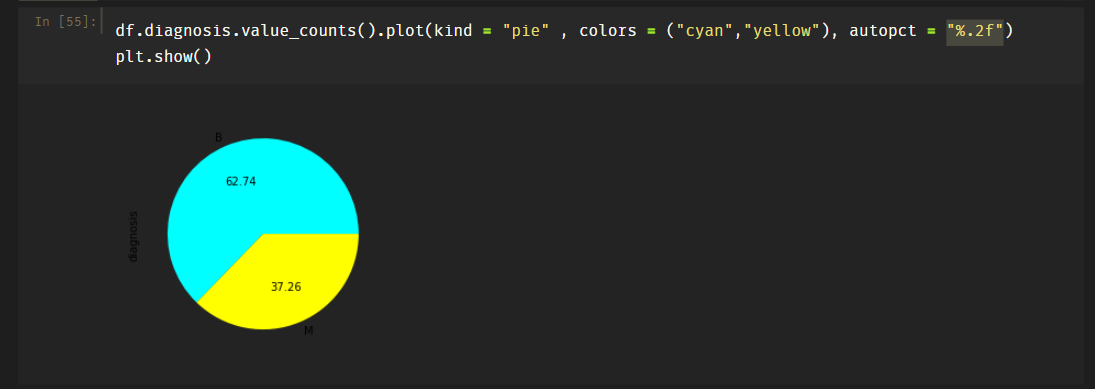 In [55]:
df.diagnosis.value_counts().plot(kind = "pie" , colors = ("cyan","yellow"), autopct = "%.2f")
plt.show()
B
62.74
diagnosis
37.26
M